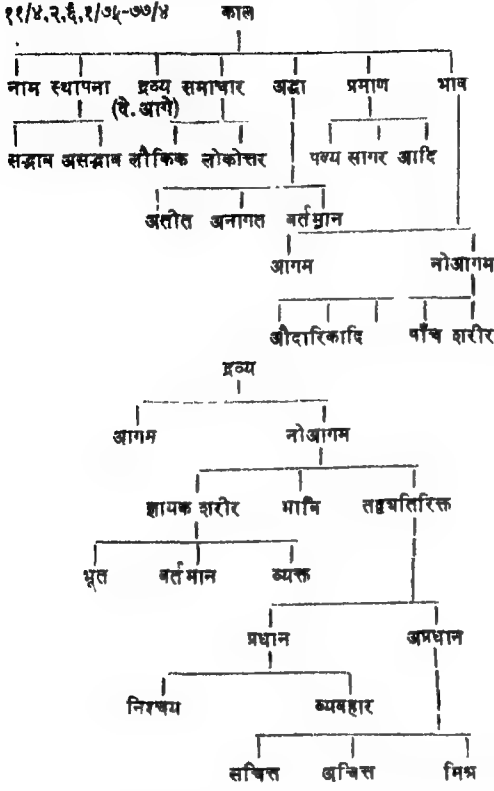 ११/४,२,६,१/७५-७७/४ काल
नाम स्थापना द्रव्य समाचार अद्धा प्रमाण भाव
(दे. आगे)
सद्भाव असद्भाव लौकिक लोकोत्तर पण्य सागर आदि
अतीत अनागत वर्तमान
आगम नोआगम
औदारिकादि पाँच शरीर
द्रव्य
आगम नोआगम
ज्ञायक शरीर भावि तद्व्यतिरिक्त
भूत वर्तमान व्यक्त
प्रधान अप्रधान
निश्चय व्यवहार
सचित्त अचित्त मिश्र